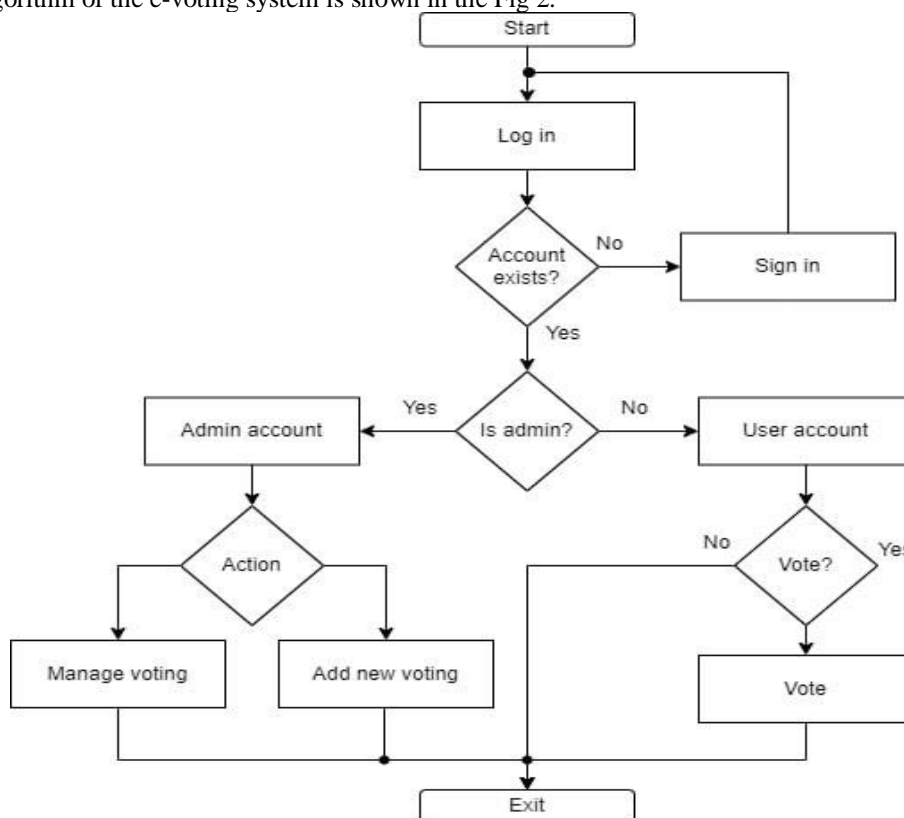 gorithm of the e-voting system is shown in the Fig 2.
Start
Log in
Account
exists?
No
Sign in
Yes
Is admin?
Yes
No
Admin account
User account
Action
Vote?
No
Yes
Manage voting
Add new voting
Vote
Exit